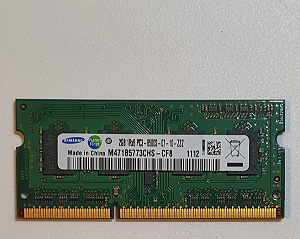 SAMSUNG 2GB 1Rx8 PC3-8500S-07-10-ZZZ
Made in China M471B5773CHS-CF8 1112